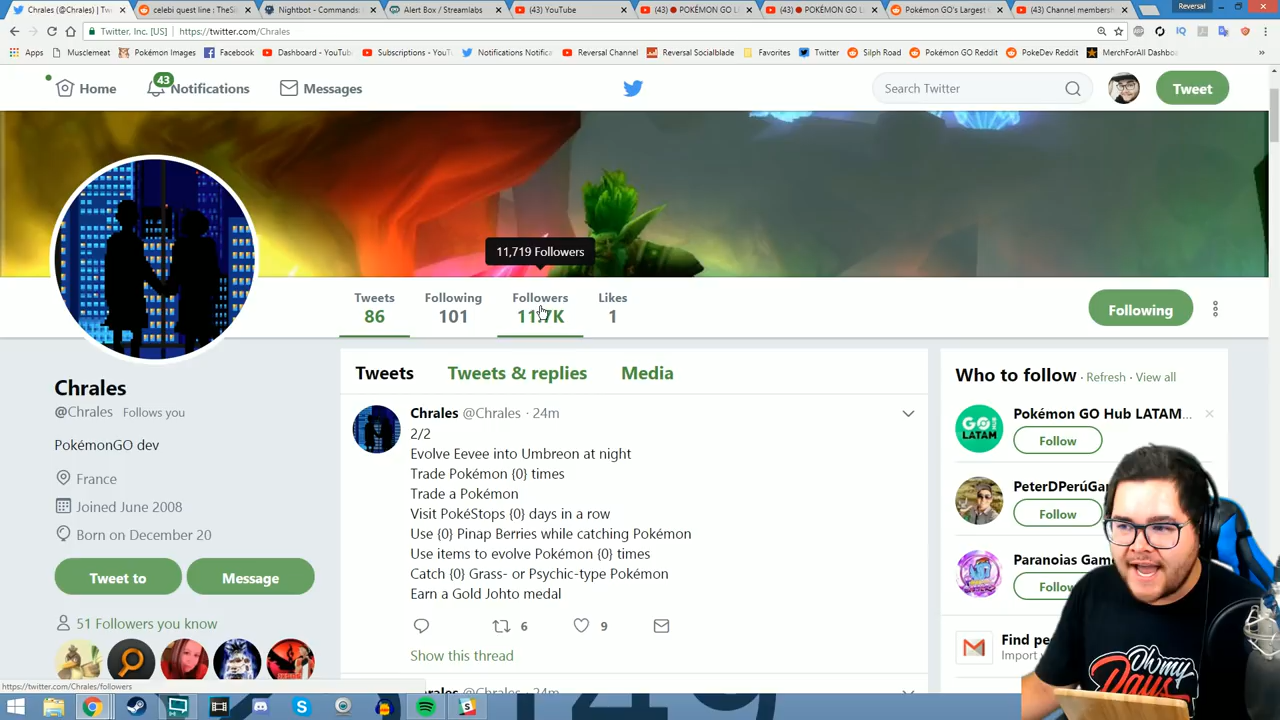 Chrales (@Chrales) | Tw
celebi quest line : TheSi
Nightbot - Commands
Alert Box / Streamlabs
(43) YouTube
(43) 🔴 POKÉMON GO L
(43) 🔴 POKÉMON GO L
Pokémon GO's Largest C
(43) Channel members
Reversal
Twitter, Inc. [US] https://twitter.com/Chrales
Apps
Musclemeat
Pokémon Images
Facebook
Dashboard - YouTu
Subscriptions - YouT
Notifications Notifica
Reversal Channel
Reversal Socialblade
Favorites
Twitter
Silph Road
Pokémon GO Reddit
PokeDev Reddit
MerchForAll Dashbo
Home
43
Notifications
Messages
Search Twitter
Tweet
11,719 Followers
Tweets
Following
Followers
Likes
86
101
1
Following
Chrales
@Chrales Follows you
PokémonGO dev
France
Joined June 2008
Born on December 20
Tweet to
Message
51 Followers you know
Tweets
Tweets & replies
Media
Chrales @Chrales · 24m
2/2
Evolve Eevee into Umbreon at night
Trade Pokémon {0} times
Trade a Pokémon
Visit PokéStops {0} days in a row
Use {0} Pinap Berries while catching Pokémon
Use items to evolve Pokémon {0} times
Catch {0} Grass- or Psychic-type Pokémon
Earn a Gold Johto medal
6
9
Show this thread
Chrales @Chrales · 24m
Who to follow · Refresh · View all
Pokémon GO Hub LATAM...
GO
LATAM
Follow
PeterDPerúGa
Follow
Paranoias Gam
Follow
Find pe
Import
Oh my
Days
https://twitter.com/Chrales/followers